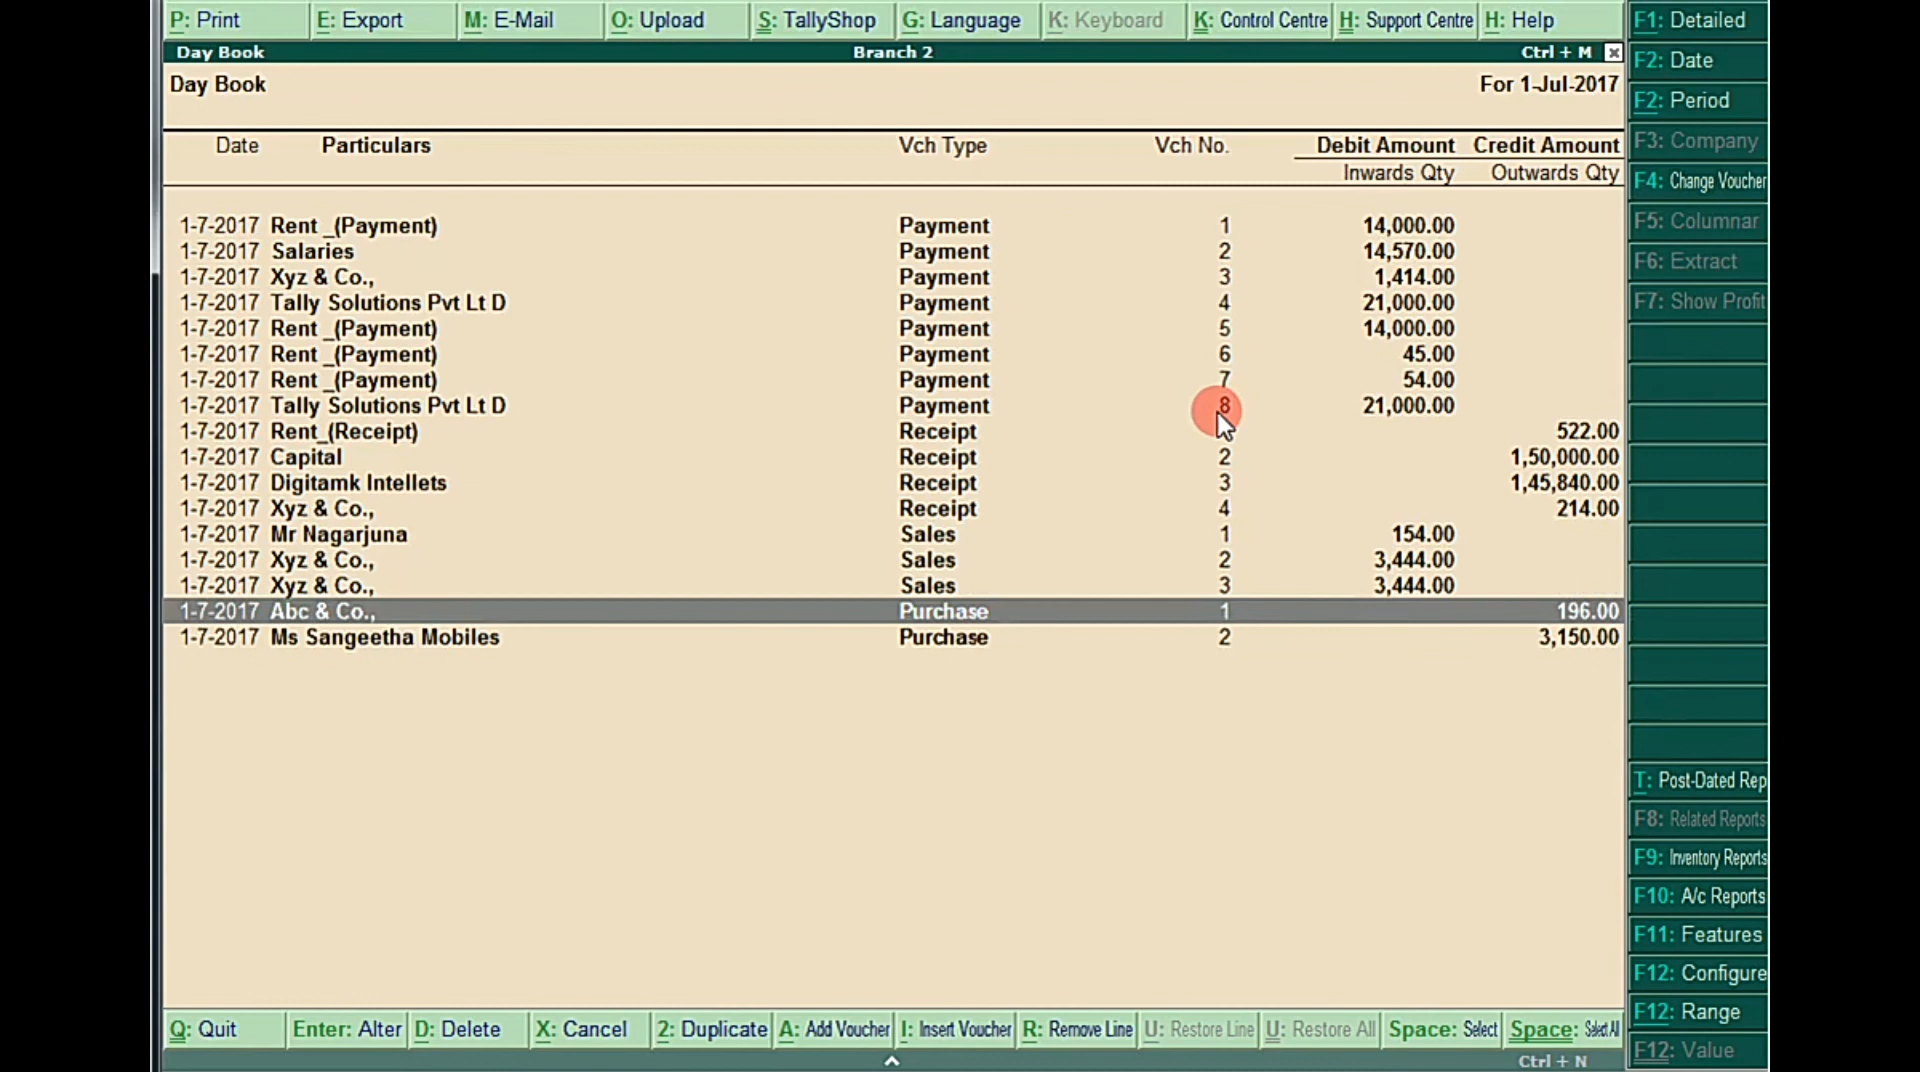 P: Print E: Export M: E-Mail O: Upload S: TallyShop G: Language K: Keyboard K: Control Centre H: Support Centre H: Help
Day Book Branch 2 Ctrl + M
Day Book For 1-Jul-2017
Date Particulars Vch Type Vch No. Debit Amount Credit Amount
Inwards Qty Outwards Qty
1-7-2017 Rent _(Payment) Payment 1 14,000.00
1-7-2017 Salaries Payment 2 14,570.00
1-7-2017 Xyz & Co., Payment 3 1,414.00
1-7-2017 Tally Solutions Pvt Lt D Payment 4 21,000.00
1-7-2017 Rent _(Payment) Payment 5 14,000.00
1-7-2017 Rent _(Payment) Payment 6 45.00
1-7-2017 Rent _(Payment) Payment 7 54.00
1-7-2017 Tally Solutions Pvt Lt D Payment 8 21,000.00
1-7-2017 Rent_(Receipt) Receipt 522.00
1-7-2017 Capital Receipt 2 1,50,000.00
1-7-2017 Digitamk Intellets Receipt 3 1,45,840.00
1-7-2017 Xyz & Co., Receipt 4 214.00
1-7-2017 Mr Nagarjuna Sales 1 154.00
1-7-2017 Xyz & Co., Sales 2 3,444.00
1-7-2017 Xyz & Co., Sales 3 3,444.00
1-7-2017 Abc & Co., Purchase 1 196.00
1-7-2017 Ms Sangeetha Mobiles Purchase 2 3,150.00
Q: Quit Enter: Alter D: Delete X: Cancel 2: Duplicate A: Add Voucher I: Insert Voucher R: Remove Line U: Restore Line U: Restore All Space: Select Space: Select All
Ctrl + N
F1: Detailed
F2: Date
F2: Period
F3: Company
F4: Change Voucher
F5: Columnar
F6: Extract
F7: Show Profit
T: Post-Dated Rep
F8: Related Reports
F9: Inventory Reports
F10: A/c Reports
F11: Features
F12: Configure
F12: Range
F12: Value